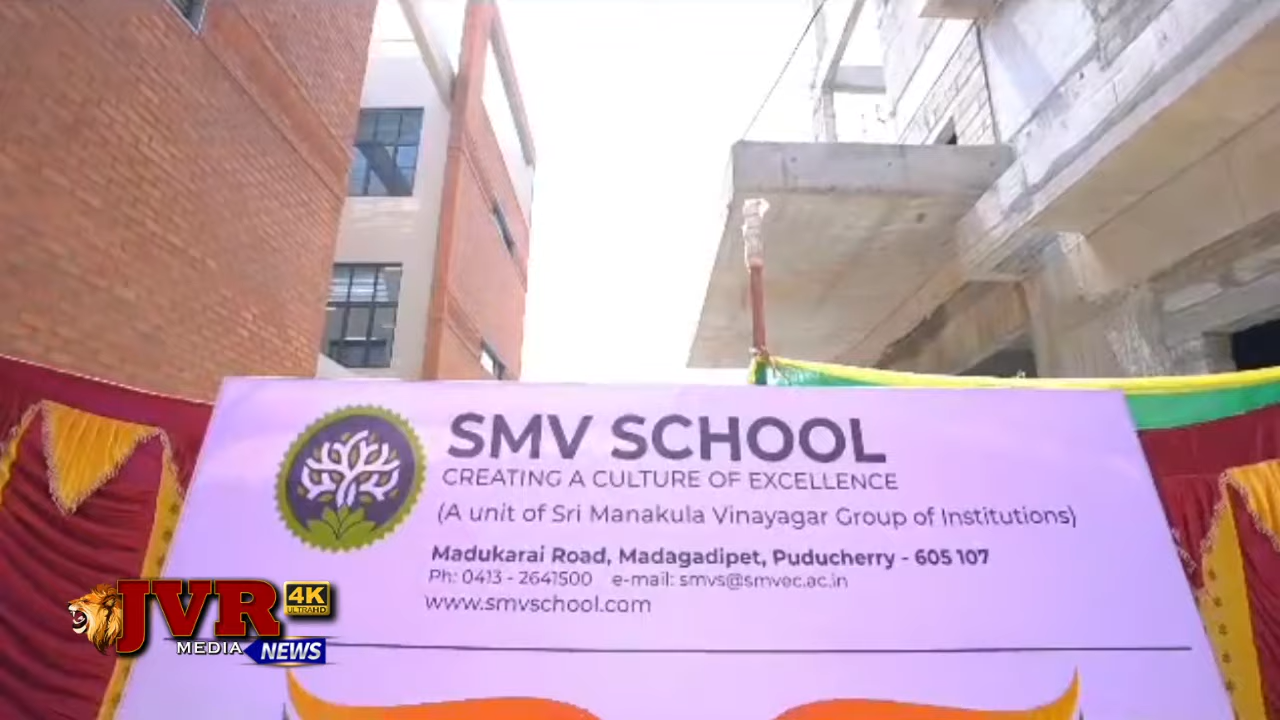 SMV SCHOOL
CREATING A CULTURE OF EXCELLENCE
(A unit of Sri Manakula Vinayagar Group of Institutions)
Madukarai Road, Madagadipet, Puducherry - 605 107
Ph: 0413 - 2641500 e-mail: smvs@smvec.ac.in
www.smvschool.com
JVR
4K
ULTRAHD
MEDIA NEWS